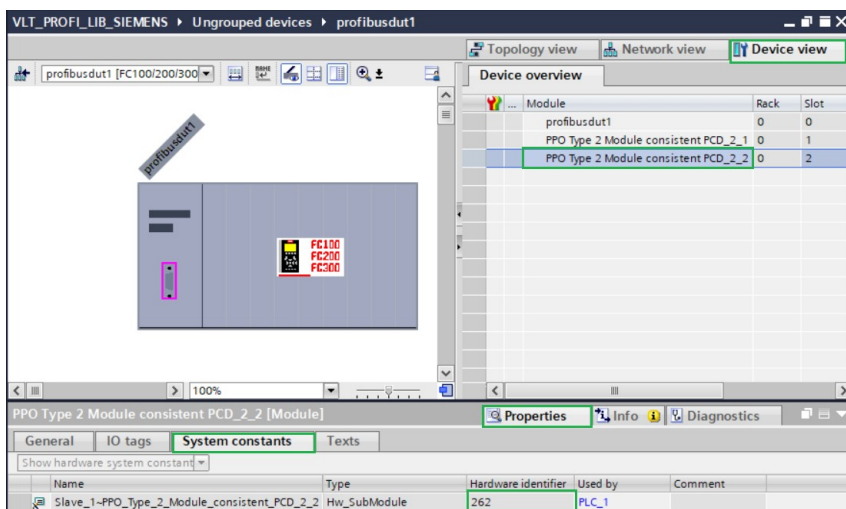 VLT_PROFI_LIB_SIEMENS ▸ Ungrouped devices ▸ profibusdut1
Topology view Network view Device view
profibusdut1 [FC100/200/300
Device overview
... Module Rack Slot
profibusdut1 0 0
PPO Type 2 Module consistent PCD_2_1 0 1
PPO Type 2 Module consistent PCD_2_2 0 2
profibusdut1
FC100
FC200
FC300
100%
PPO Type 2 Module consistent PCD_2_2 [Module]
Properties Info Diagnostics
General IO tags System constants Texts
Show hardware system constant
Name Type Hardware identifier Used by Comment
Slave_1~PPO_Type_2_Module_consistent_PCD_2_2 Hw_SubModule 262 PLC_1